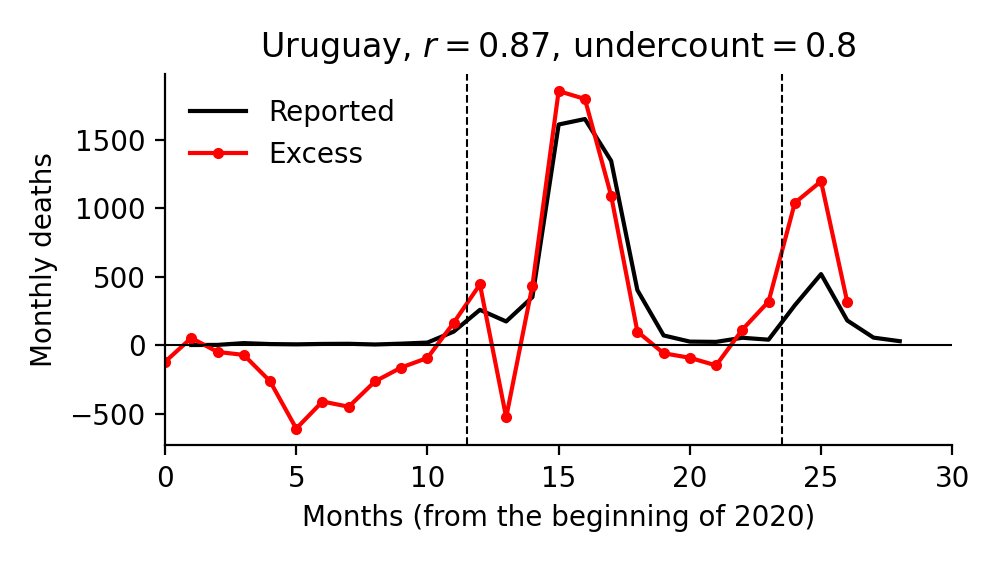 Uruguay, r = 0.87, undercount = 0.8
Reported
Excess
Monthly deaths
1500
1000
500
0
−500
0 5 10 15 20 25 30
Months (from the beginning of 2020)